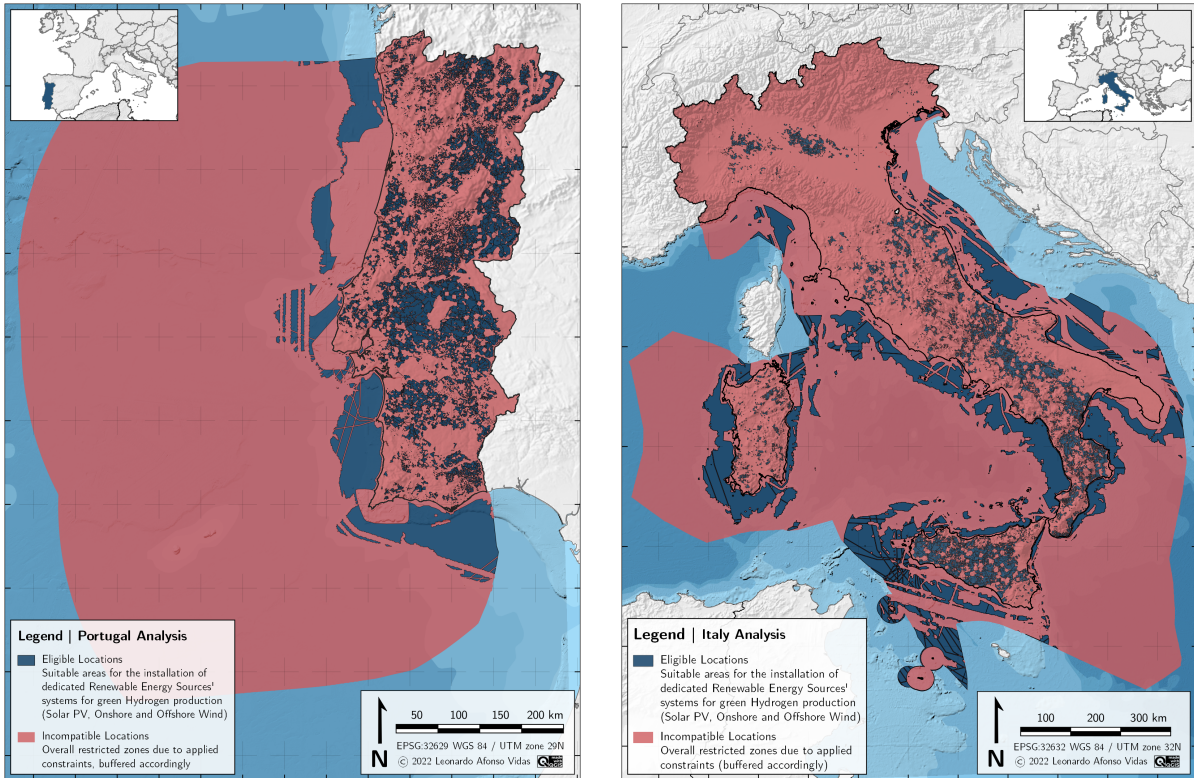 Legend | Portugal Analysis
Eligible Locations
Suitable areas for the installation of
dedicated Renewable Energy Sources'
systems for green Hydrogen production
(Solar PV, Onshore and Offshore Wind)
Incompatible Locations
Overall restricted zones due to applied
constraints, buffered accordingly
50 100 150 200 km
N
EPSG:32629 WGS 84 / UTM zone 29N
© 2022 Leonardo Afonso Vidas
Legend | Italy Analysis
Eligible Locations
Suitable areas for the installation of
dedicated Renewable Energy Sources'
systems for green Hydrogen production
(Solar PV, Onshore and Offshore Wind)
Incompatible Locations
Overall restricted zones due to applied
constraints (buffered accordingly)
100 200 300 km
N
EPSG:32632 WGS 84 / UTM zone 32N
© 2022 Leonardo Afonso Vidas